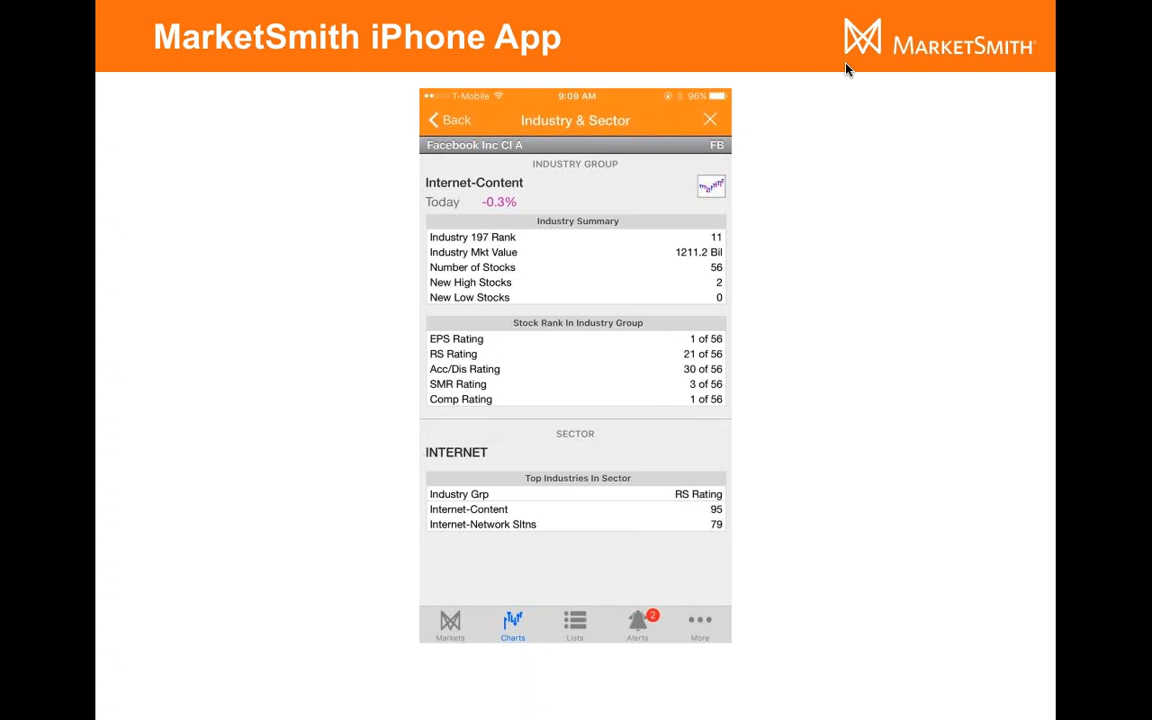 MarketSmith iPhone App
MARKETSMITH
T-Mobile 9:09 AM 96%
Back Industry & Sector
Facebook Inc Cl A FB
INDUSTRY GROUP
Internet-Content
Today -0.3%
Industry Summary
Industry 197 Rank 11
Industry Mkt Value 1211.2 Bil
Number of Stocks 56
New High Stocks 2
New Low Stocks 0
Stock Rank In Industry Group
EPS Rating 1 of 56
RS Rating 21 of 56
Acc/Dis Rating 30 of 56
SMR Rating 3 of 56
Comp Rating 1 of 56
SECTOR
INTERNET
Top Industries In Sector
Industry Grp RS Rating
Internet-Content 95
Internet-Network Sltns 79
2
Markets Charts Lists Alerts More